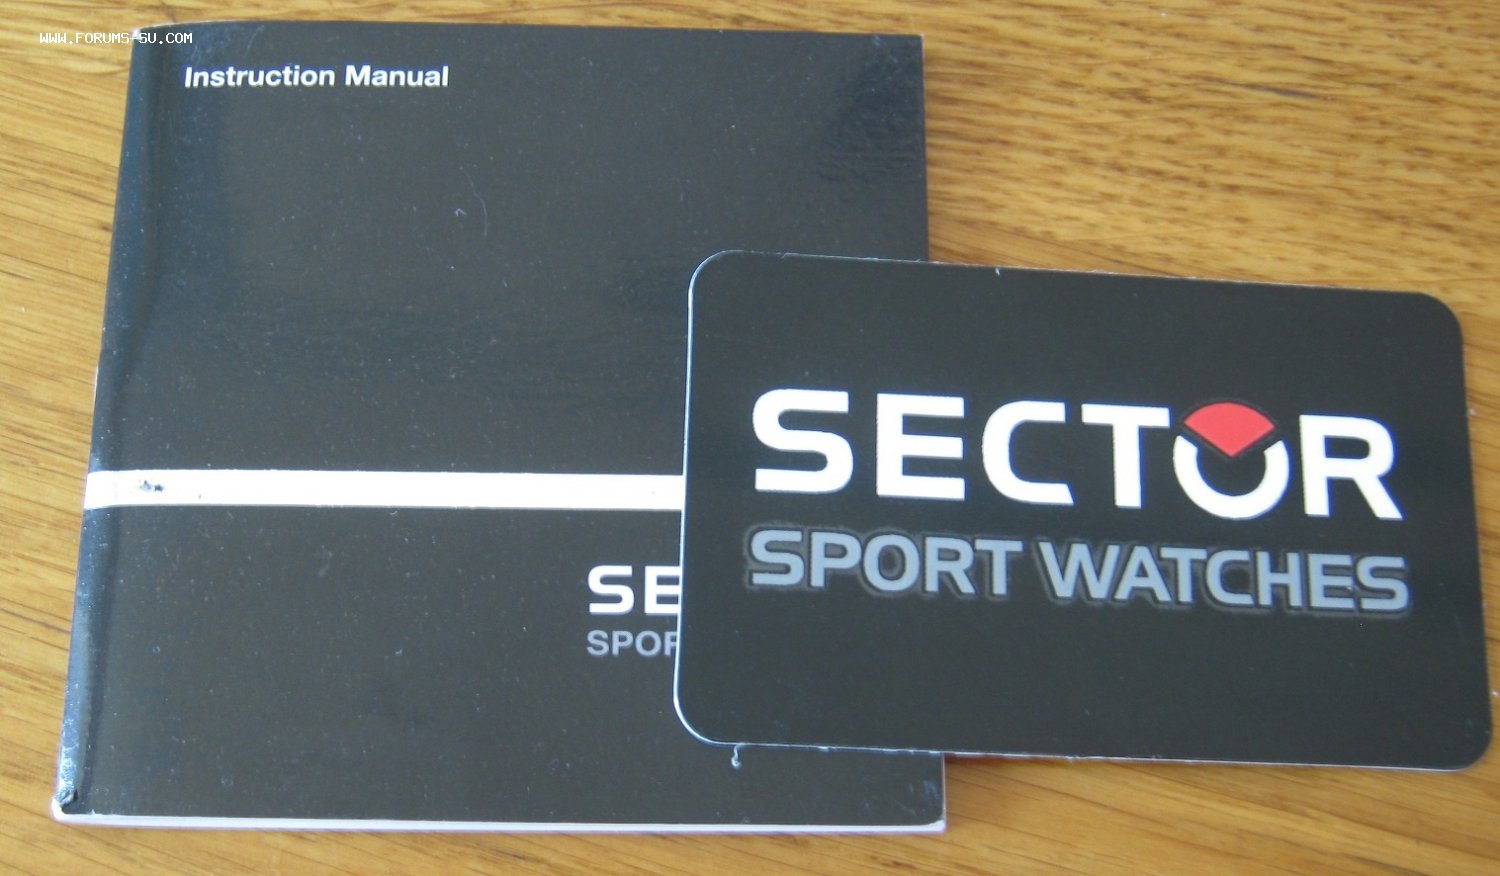 WWW.FORUMS-SU.COM
Instruction Manual
SE
SPOR
SECTOR
SPORT WATCHES